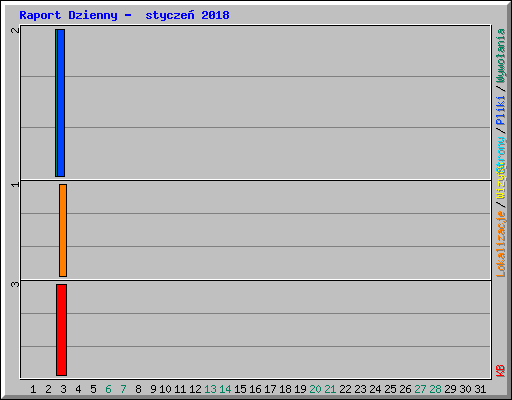 Raport Dzienny - styczeń 2018
2
1
3
1 2 3 4 5 6 7 8 9 10 11 12 13 14 15 16 17 18 19 20 21 22 23 24 25 26 27 28 29 30 31
Wywołania
/ Pliki /
Strony
Lokalizacje /
KB